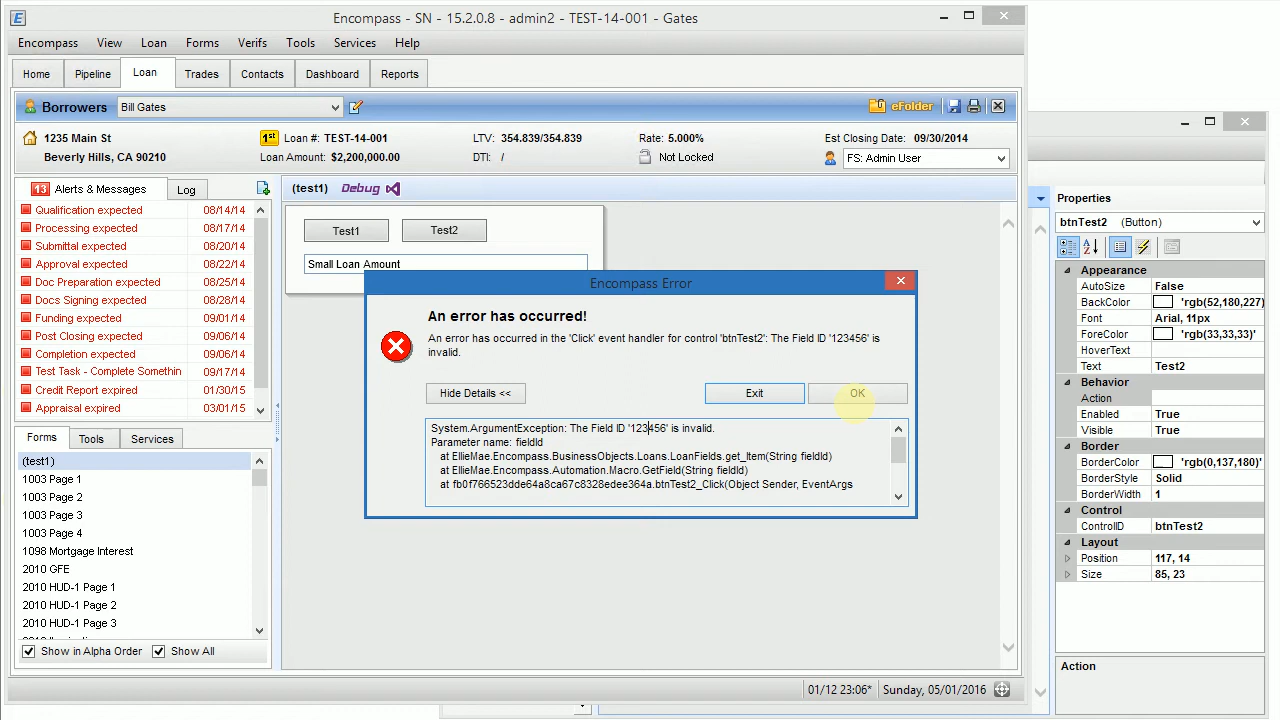 Encompass - SN - 15.2.0.8 - admin2 - TEST-14-001 - Gates
Encompass View Loan Forms Verifs Tools Services Help
Home Pipeline Loan Trades Contacts Dashboard Reports
Borrowers Bill Gates eFolder
1235 Main St
Beverly Hills, CA 90210
1st Loan #: TEST-14-001
Loan Amount: $2,200,000.00
LTV: 354.839/354.839
DTI: /
Rate: 5.000%
Not Locked
Est Closing Date: 09/30/2014
FS: Admin User
13 Alerts & Messages Log
Qualification expected 08/14/14
Processing expected 08/17/14
Submittal expected 08/20/14
Approval expected 08/22/14
Doc Preparation expected 08/25/14
Docs Signing expected 08/28/14
Funding expected 09/01/14
Post Closing expected 09/06/14
Completion expected 09/06/14
Test Task - Complete Somethin 09/17/14
Credit Report expired 01/30/15
Appraisal expired 03/01/15
Forms Tools Services
(test1)
1003 Page 1
1003 Page 2
1003 Page 3
1003 Page 4
1098 Mortgage Interest
2010 GFE
2010 HUD-1 Page 1
2010 HUD-1 Page 2
2010 HUD-1 Page 3
Show in Alpha Order Show All
(test1) Debug
Test1 Test2
Small Loan Amount
Encompass Error
An error has occurred!
An error has occurred in the 'Click' event handler for control 'btnTest2': The Field ID '123456' is
invalid.
Hide Details << Exit OK
System.ArgumentException: The Field ID '123456' is invalid.
Parameter name: fieldId
at EllieMae.Encompass.BusinessObjects.Loans.LoanFields.get_Item(String fieldId)
at EllieMae.Encompass.Automation.Macro.GetField(String fieldId)
at fb0f766523dde64a8ca67c8328edee364a.btnTest2_Click(Object Sender, EventArgs
01/12 23:06* Sunday, 05/01/2016
Properties
btnTest2 (Button)
Appearance
AutoSize False
BackColor 'rgb(52,180,227)
Font Arial, 11px
ForeColor 'rgb(33,33,33)'
HoverText
Text Test2
Behavior
Action
Enabled True
Visible True
Border
BorderColor 'rgb(0,137,180)'
BorderStyle Solid
BorderWidth 1
Control
ControlID btnTest2
Layout
Position 117, 14
Size 85, 23
Action